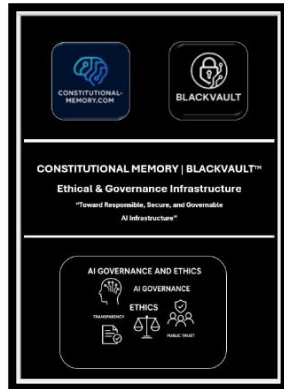 CONSTITUTIONAL-
MEMORY.COM
BLACKVAULT
CONSTITUTIONAL MEMORY | BLACKVAULT™
Ethical & Governance Infrastructure
“Toward Responsible, Secure, and Governable
AI Infrastructure”
AI GOVERNANCE AND ETHICS
AI GOVERNANCE
ETHICS
TRANSPARENCY
PUBLIC TRUST